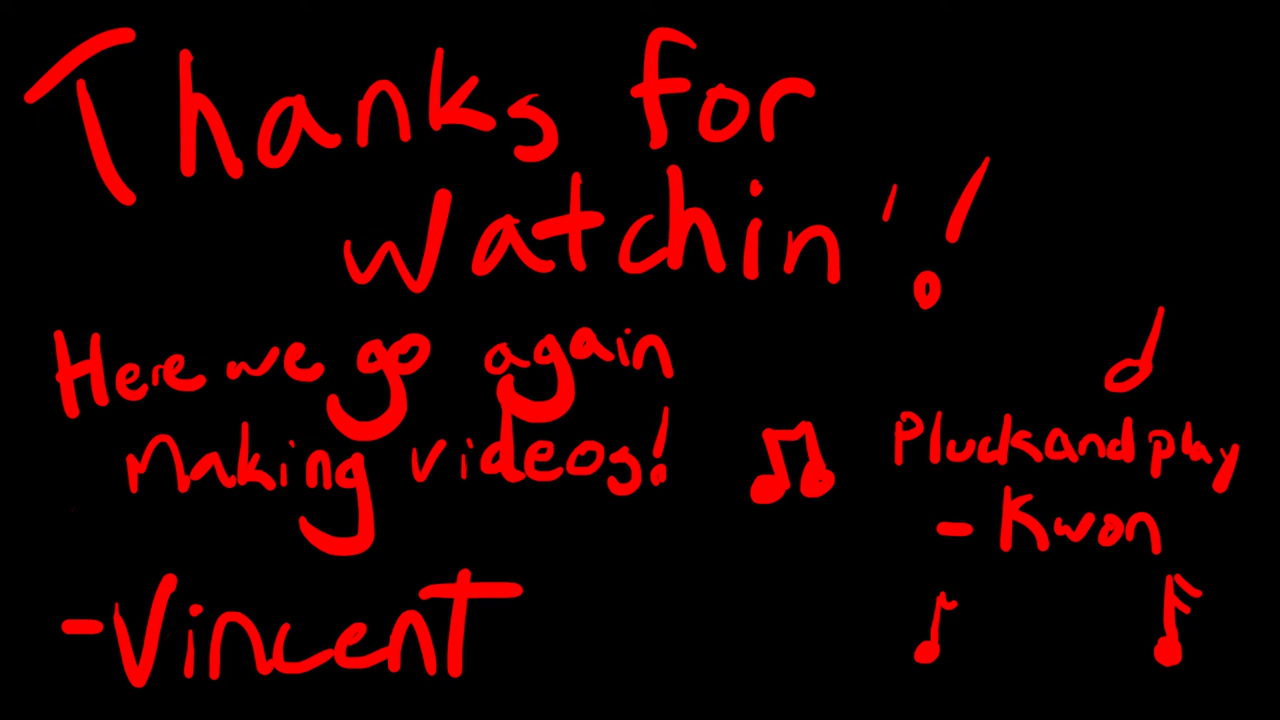 Thanks for
watchin'!
Here we go again
making videos!
-Vincent
Pluckandplay
-Kwon